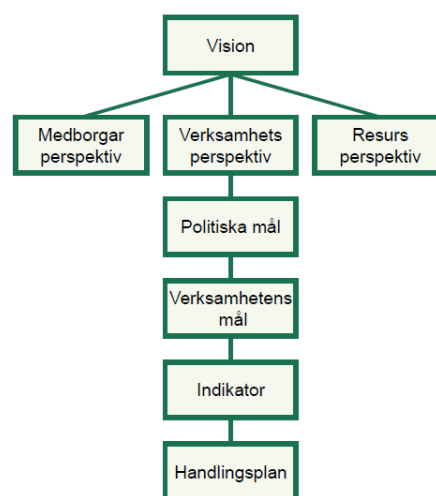 Vision
Medborgar
perspektiv
Verksamhets
perspektiv
Resurs
perspektiv
Politiska mål
Verksamhetens
mål
Indikator
Handlingsplan